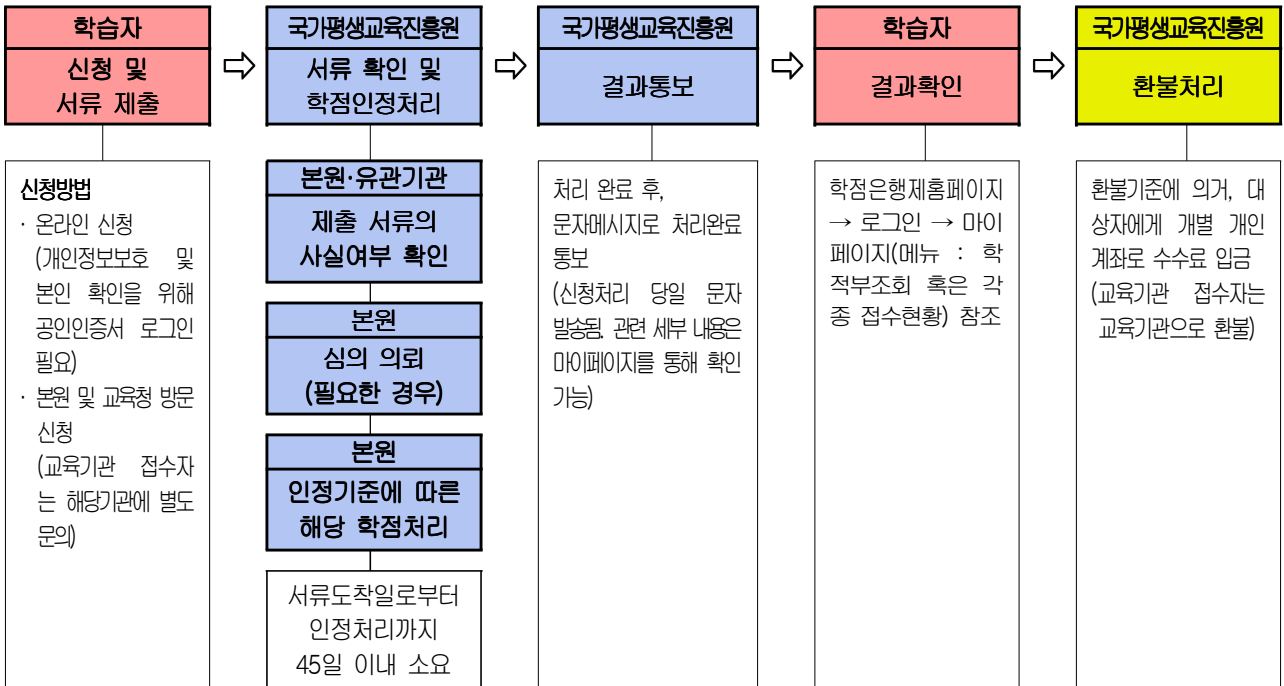 학습자
신청 및
서류 제출
국가평생교육진흥원
서류 확인 및
학점인정처리
국가평생교육진흥원
결과통보
학습자
결과확인
국가평생교육진흥원
환불처리
신청방법
· 온라인 신청
(개인정보보호 및
본인 확인을 위해
공인인증서 로그인
필요)
· 본원 및 교육청 방문
신청
(교육기관 접수자
는 해당기관에 별도
문의)
본원·유관기관
제출 서류의
사실여부 확인
본원
심의 의뢰
(필요한 경우)
본원
인정기준에 따른
해당 학점처리
서류도착일로부터
인정처리까지
45일 이내 소요
처리 완료 후,
문자메시지로 처리완료
통보
(신청처리 당일 문자
발송됨. 관련 세부 내용은
마이페이지를 통해 확인
가능)
학점은행제홈페이지
→ 로그인 → 마이
페이지(메뉴 : 학
적부조회 혹은 각
종 접수현황) 참조
환불기준에 의거, 대
상자에게 개별 개인
계좌로 수수료 입금
(교육기관 접수자는
교육기관으로 환불)